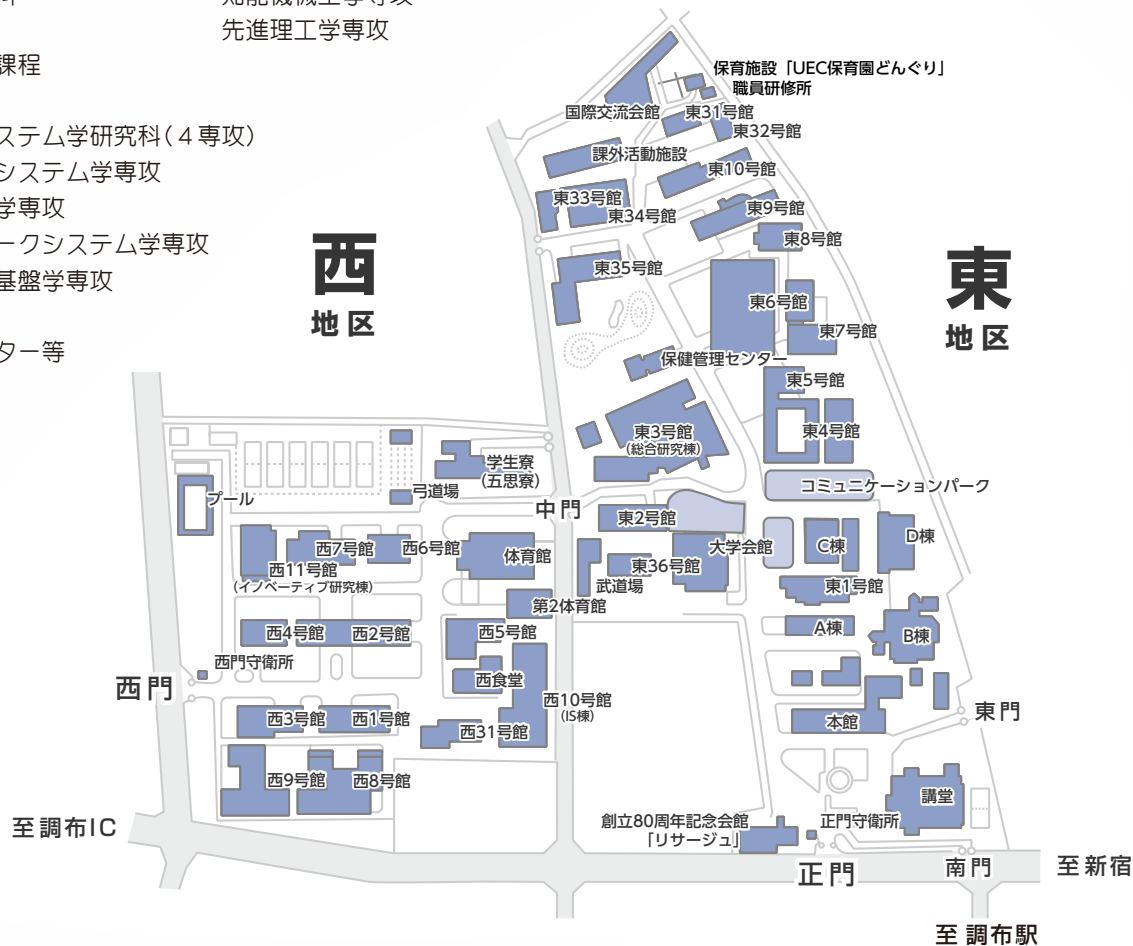 知能機械工学専攻
先進理工学専攻
課程
ステム学研究科(4専攻)
システム学専攻
学専攻
ークシステム学専攻
基盤学専攻
ター等
西
地区
東
地区
保育施設「UEC保育園どんぐり」
職員研修所
国際交流会館
東31号館
東32号館
課外活動施設
東10号館
東33号館
東34号館
東9号館
東8号館
東35号館
東6号館
東7号館
保健管理センター
東5号館
東3号館
(総合研究棟)
東4号館
コミュニケーションパーク
学生寮
(五思寮)
弓道場
プール
中門
東2号館
大学会館
C棟
D棟
西11号館
(イノベーティブ研究棟)
西7号館
西6号館
体育館
武道場
東36号館
東1号館
第2体育館
西4号館
西2号館
西5号館
A棟
B棟
西門守衛所
西門
西食堂
西10号館
(IS棟)
西3号館
西1号館
西31号館
本館
東門
西9号館
西8号館
講堂
至調布IC
創立80周年記念会館
「リサージュ」
正門守衛所
正門
南門
至新宿
至 調布駅